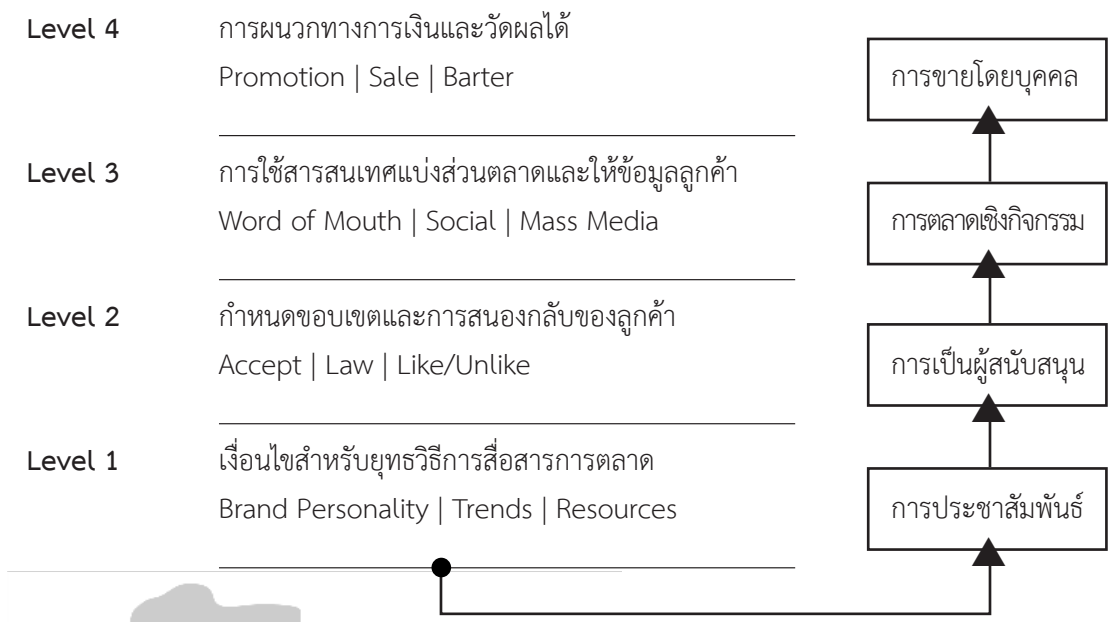 Level 4 การผนวกทางการเงินและวัดผลได้
Promotion | Sale | Barter
การขายโดยบุคคล
Level 3 การใช้สารสนเทศแบ่งส่วนตลาดและให้ข้อมูลลูกค้า
Word of Mouth | Social | Mass Media
การตลาดเชิงกิจกรรม
Level 2 กำหนดขอบเขตและการสนองกลับของลูกค้า
Accept | Law | Like/Unlike
การเป็นผู้สนับสนุน
Level 1 เงื่อนไขสำหรับยุทธวิธีการสื่อสารการตลาด
Brand Personality | Trends | Resources
การประชาสัมพันธ์